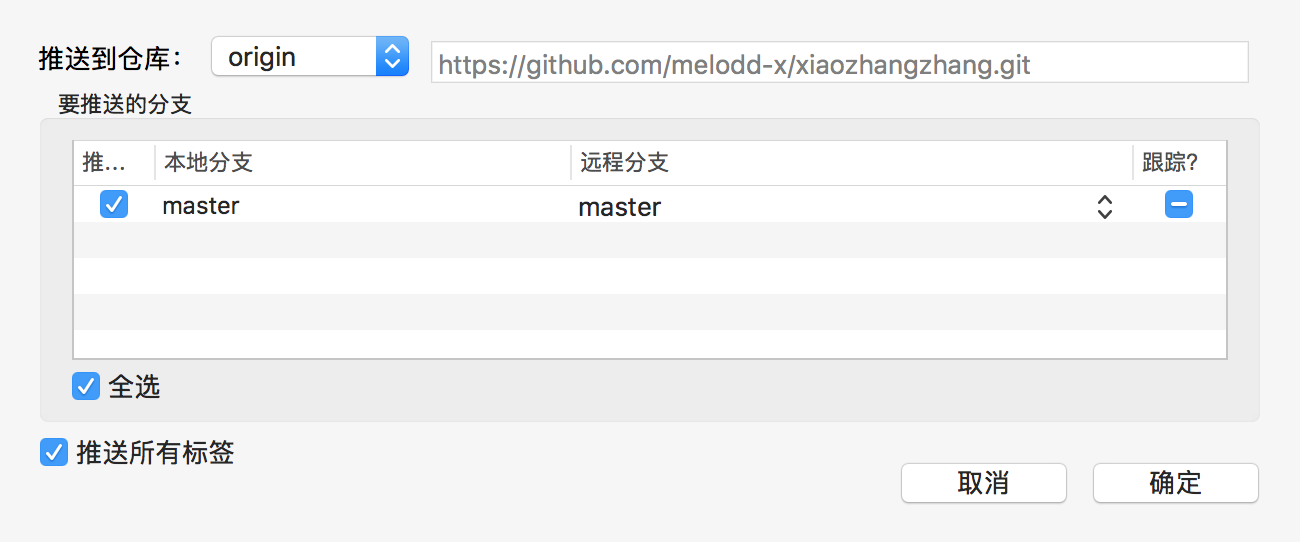 推送到仓库： origin https://github.com/melodd-x/xiaozhangzhang.git
要推送的分支
推... 本地分支 远程分支 跟踪?
master master
全选
推送所有标签
取消 确定